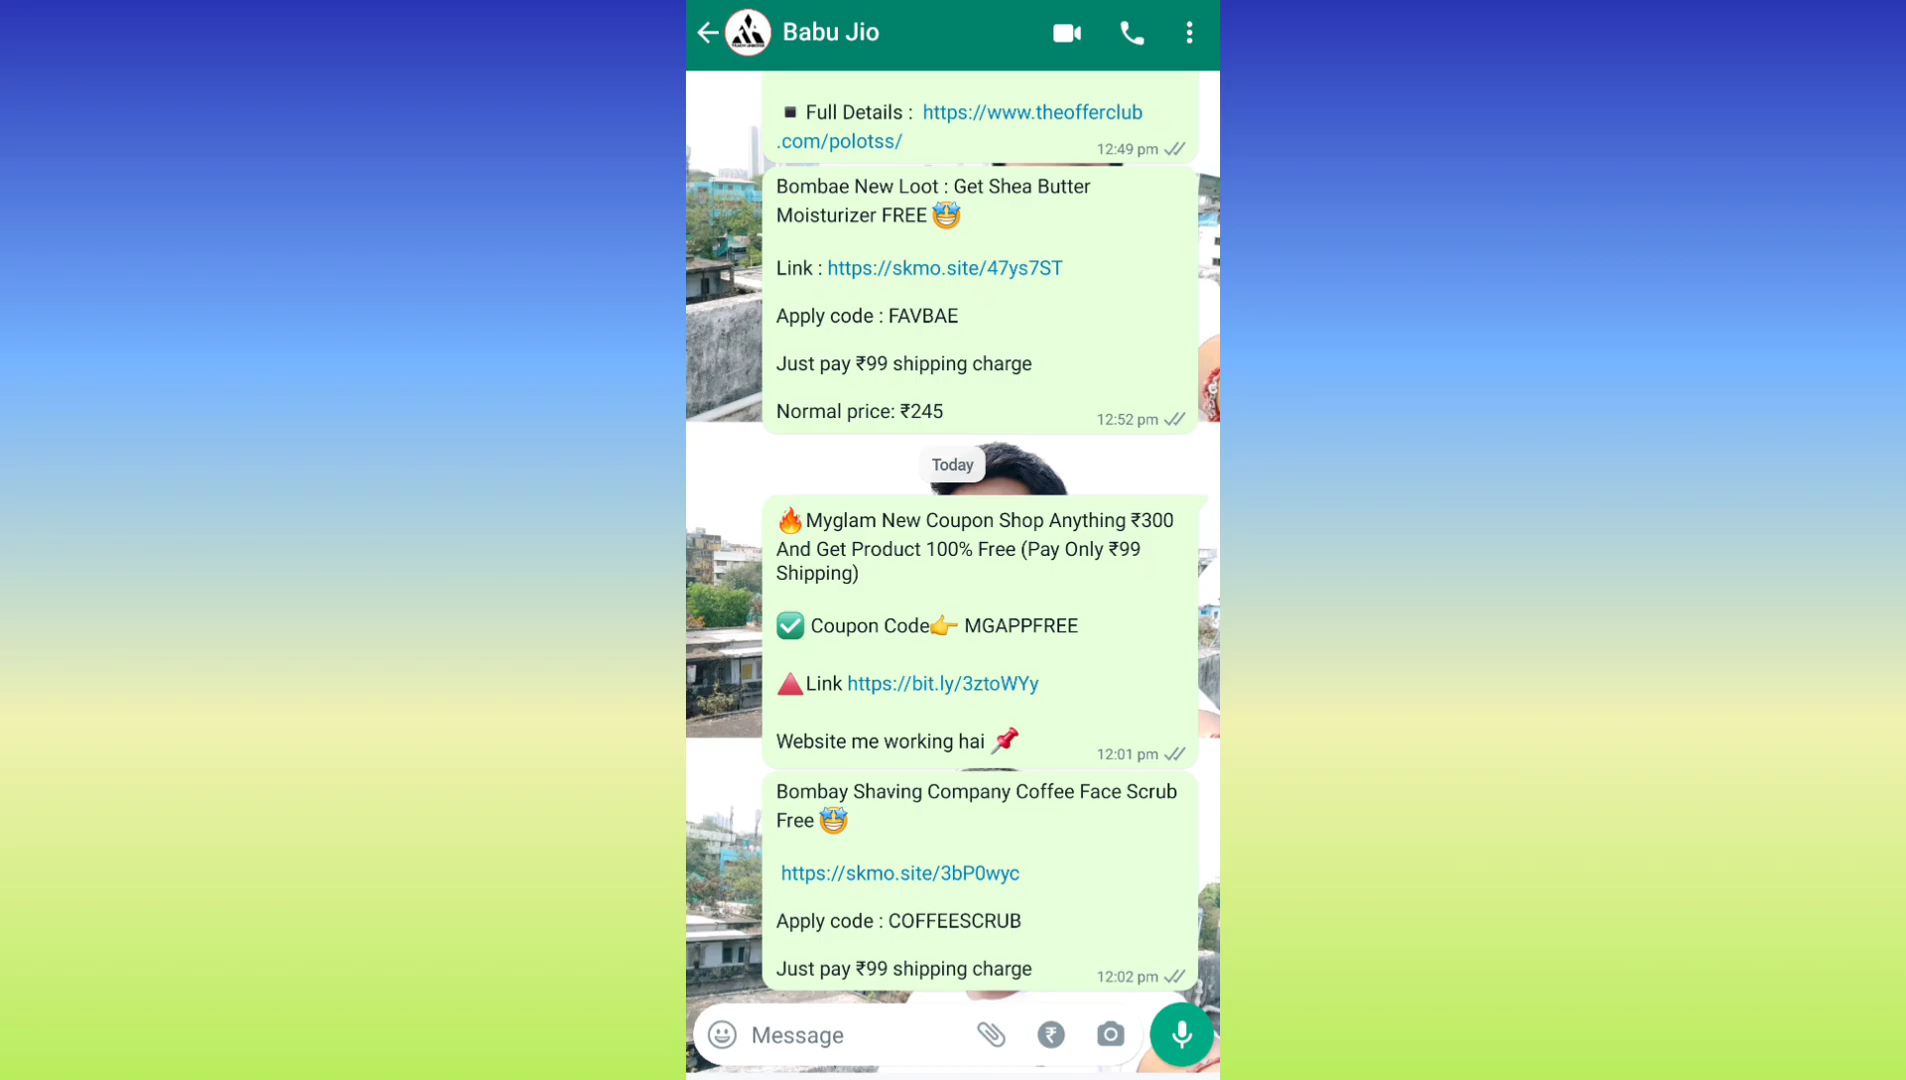 Babu Jio
▪ Full Details : https://www.theofferclub
.com/polotss/
12:49 pm
Bombae New Loot : Get Shea Butter
Moisturizer FREE 🤩
Link : https://skmo.site/47ys7ST
Apply code : FAVBAE
Just pay ₹99 shipping charge
Normal price: ₹245
12:52 pm
Today
🔥Myglam New Coupon Shop Anything ₹300
And Get Product 100% Free (Pay Only ₹99
Shipping)
✅ Coupon Code👉 MGAPPFREE
🔺Link https://bit.ly/3ztoWYy
Website me working hai 📌
12:01 pm
Bombay Shaving Company Coffee Face Scrub
Free 🤩
https://skmo.site/3bP0wyc
Apply code : COFFEESCRUB
Just pay ₹99 shipping charge
12:02 pm
Message